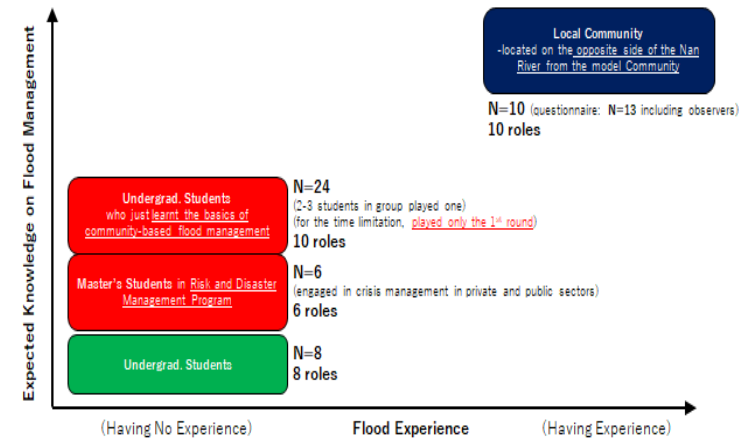 Expected Knowledge on Flood Management
Local Community
-located on the opposite side of the Nan
River from the model Community
N=10 (questionnaire: N=13 including observers)
10 roles
Undergrad. Students
who just learnt the basics of
community-based flood management
N=24
(2-3 students in group played one)
(for the time limitation, played only the 1st round)
10 roles
Master's Students in Risk and Disaster
Management Program
N=6
(engaged in crisis management in private and public sectors)
6 roles
Undergrad. Students
N=8
8 roles
(Having No Experience)
Flood Experience
(Having Experience)